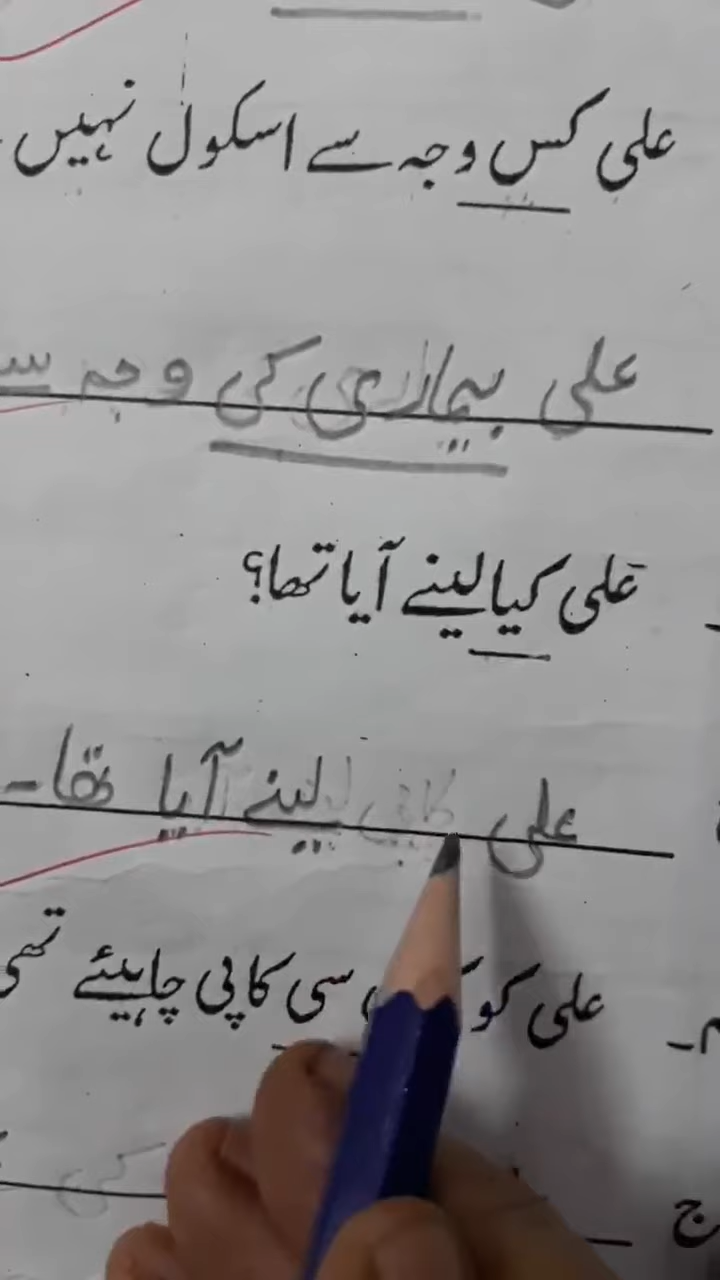 علی کس وجہ سے اسکول نہیں
علی بیماری کی وجہ سے
علی کیا لینے آیا تھا؟
علی کاپی لینے آیا تھا۔
علی کو سی کاپی چاہیئے تھی
ج